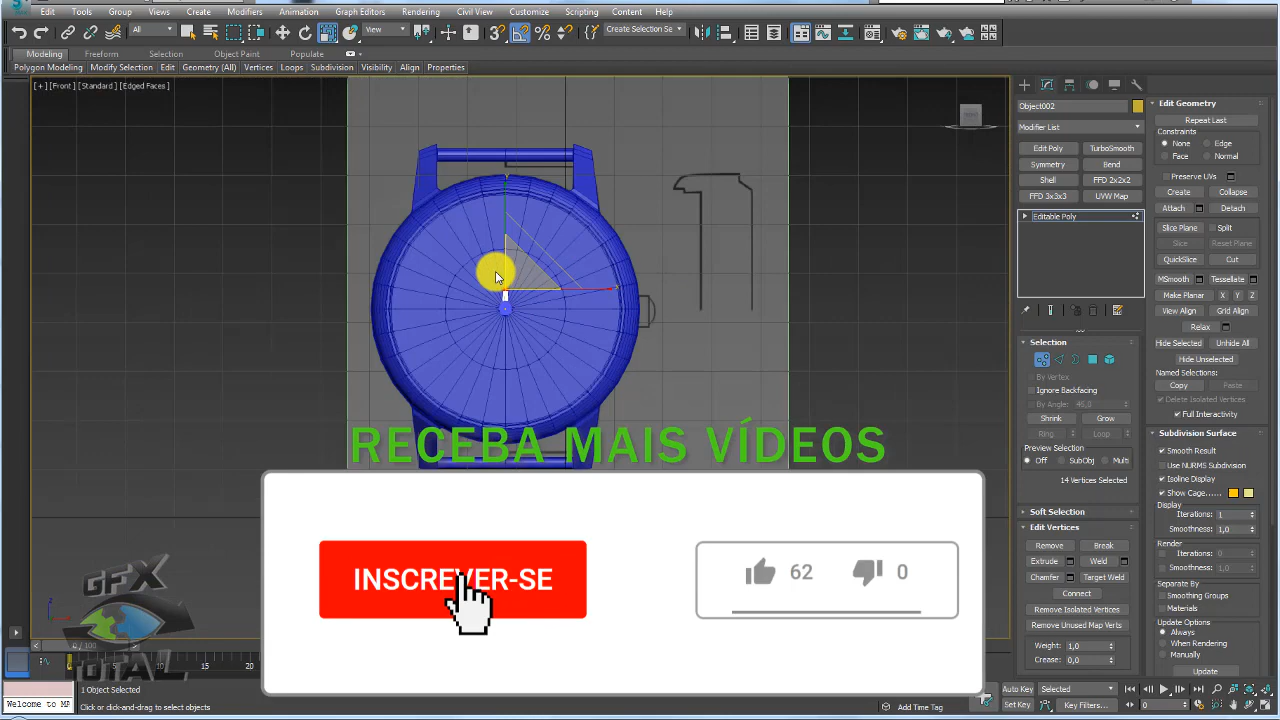 Edit Tools Group Views Create Modifiers Animation Graph Editors Rendering Civil View Customize Scripting Content Help
All View Create Selection Se
Modeling Freeform Selection Object Paint Populate
Polygon Modeling Modify Selection Edit Geometry (All) Vertices Loops Subdivision Visibility Align Properties
[+] [Front] [Standard] [Edged Faces]
Object002
Modifier List
Edit Poly TurboSmooth
Symmetry Bend
Shell FFD 2x2x2
FFD 3x3x3 UVW Map
Editable Poly
Selection
By Vertex
Ignore Backfacing
By Angle: 45,0
Shrink Grow
Ring Loop
Preview Selection
Off SubObj Multi
14 Vertices Selected
Soft Selection
Edit Vertices
Remove Break
Extrude Weld
Chamfer Target Weld
Connect
Remove Isolated Vertices
Remove Unused Map Verts
Weight: 1,0
Crease: 0,0
Edit Geometry
Repeat Last
Constraints
None Edge
Face Normal
Preserve UVs
Create Collapse
Attach Detach
Slice Plane Split
Slice Reset Plane
QuickSlice Cut
MSmooth Tessellate
Make Planar X Y Z
View Align Grid Align
Relax
Hide Selected Unhide All
Hide Unselected
Named Selections:
Copy Paste
Delete Isolated Vertices
Full Interactivity
Subdivision Surface
Smooth Result
Use NURMS Subdivision
Isoline Display
Show Cage......
Display
Iterations: 1
Smoothness: 1,0
Render
Iterations: 0
Smoothness: 1,0
Separate By
Smoothing Groups
Materials
Update Options
Always
When Rendering
Manually
Update
RECEBA MAIS VÍDEOS
INSCREVER-SE
62 0
GFX
TOTAL
0 / 100
10 15 20
1 Object Selected
Welcome to
Click or click-and-drag to select objects
Add Time Tag
Auto Key Selected
Set Key Key Filters... 0